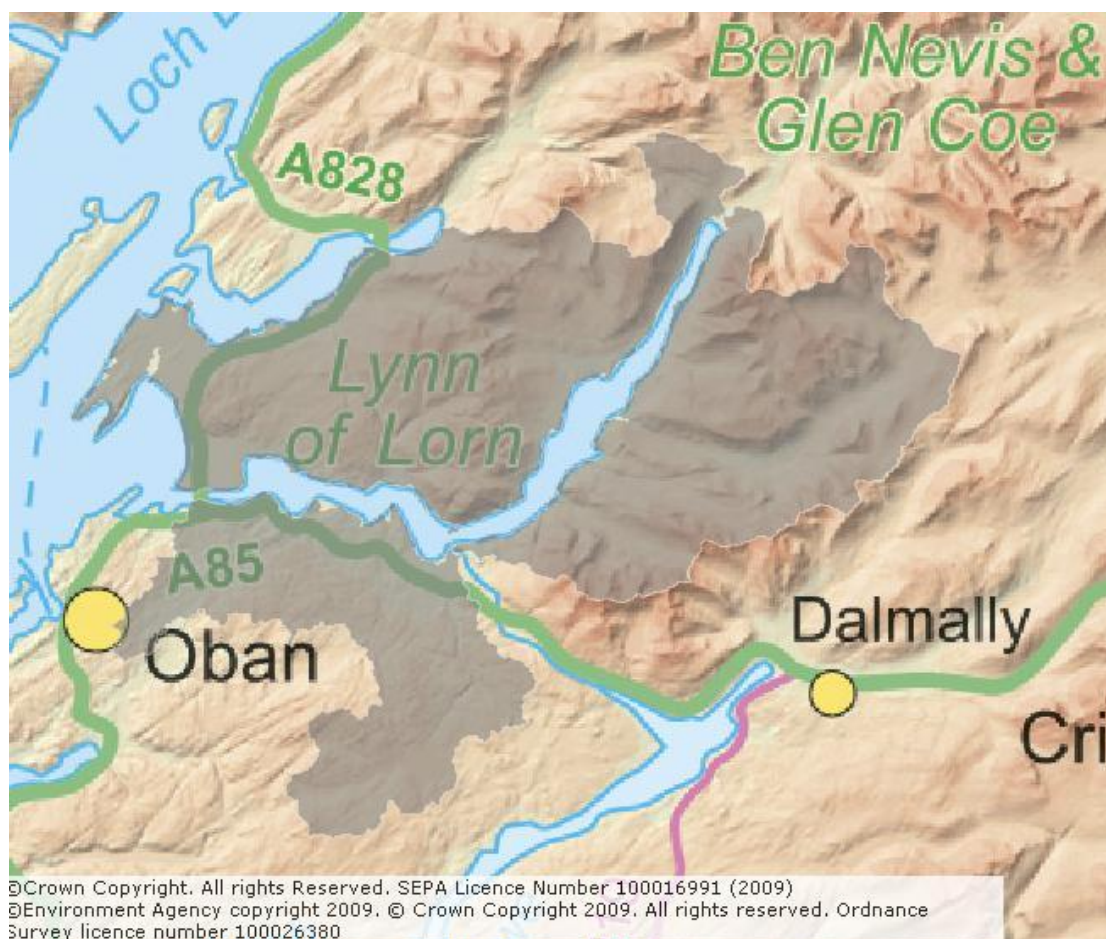 Loch
Ben Nevis &
Glen Coe
A828
Lynn
of Lorn
A85
Oban
Dalmally
Cri
©Crown Copyright. All rights Reserved. SEPA Licence Number 100016991 (2009)
©Environment Agency copyright 2009. © Crown Copyright 2009. All rights reserved. Ordnance
Survey licence number 100026380